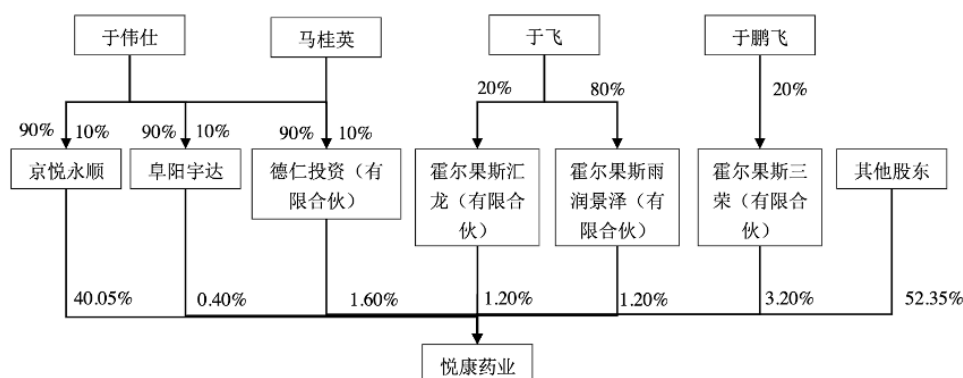 于伟仕
马桂英
于飞
于鹏飞
20%
80%
20%
90%
10%
90%
10%
90%
10%
京悦永顺
阜阳宇达
德仁投资（有
限合伙）
霍尔果斯汇
龙（有限合
伙）
霍尔果斯雨
润景泽（有
限合伙）
霍尔果斯三
荣（有限合
伙）
其他股东
40.05%
0.40%
1.60%
1.20%
1.20%
3.20%
52.35%
悦康药业